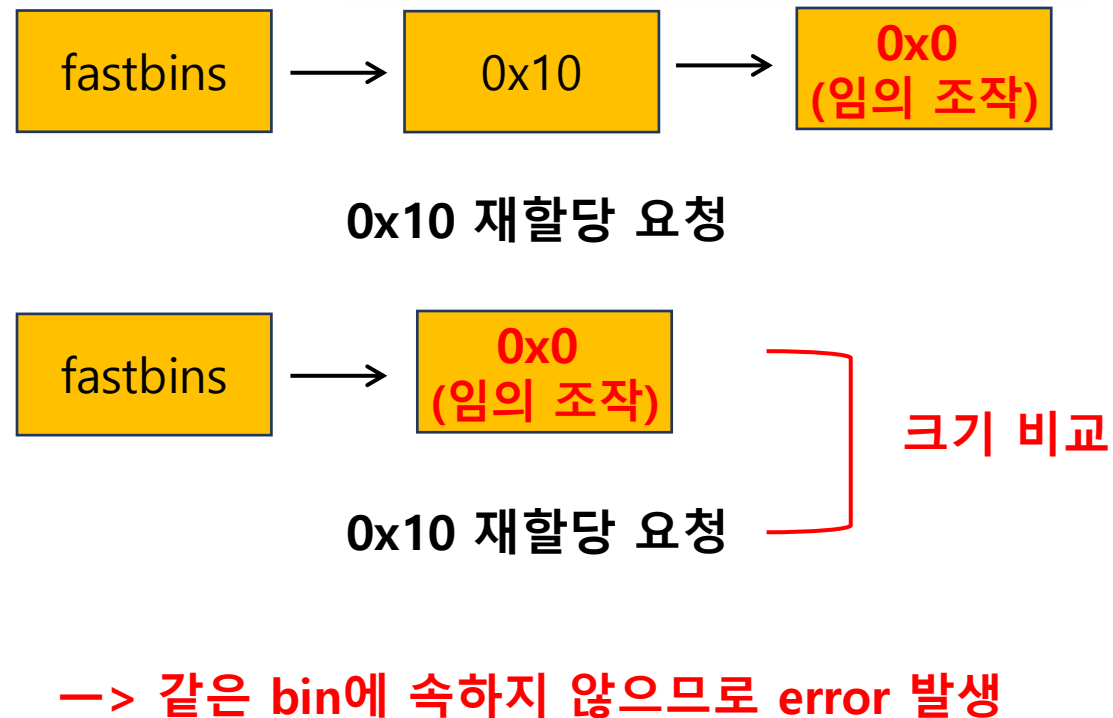 fastbins
0x10
0x0
(임의 조작)
0x10 재할당 요청
fastbins
0x0
(임의 조작)
크기 비교
0x10 재할당 요청
—> 같은 bin에 속하지 않으므로 error 발생